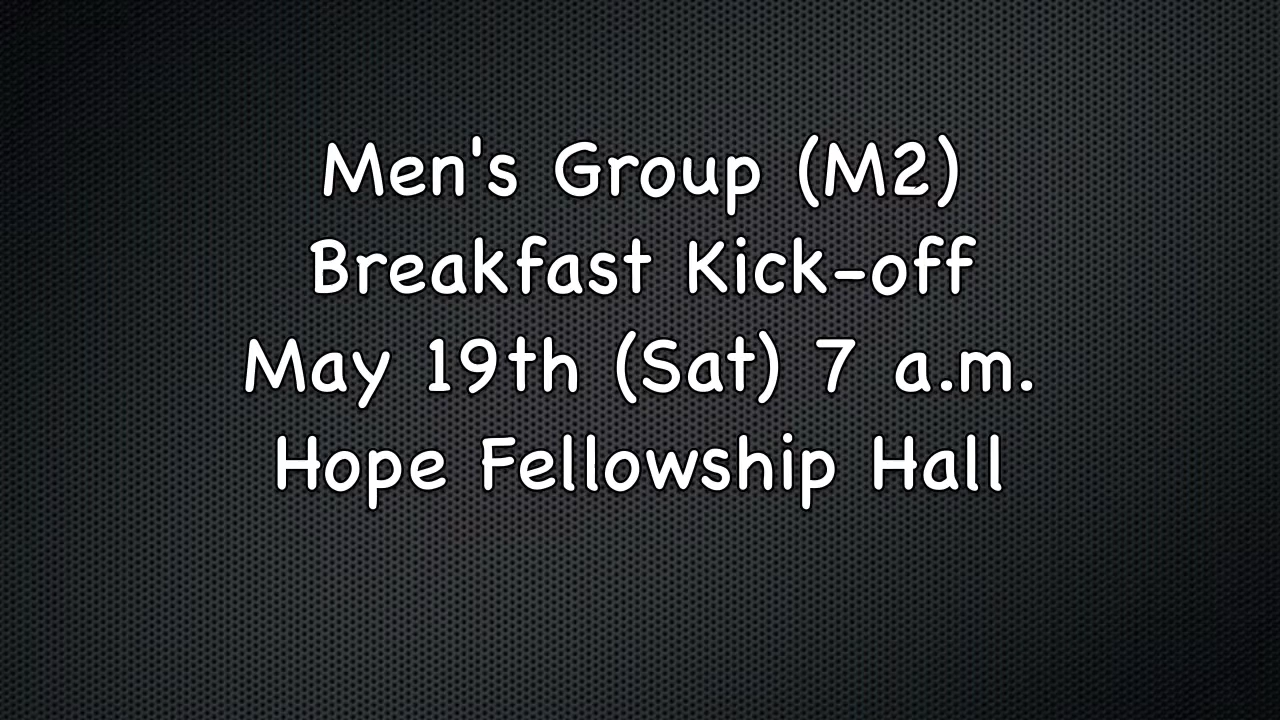 Men's Group (M2)
Breakfast Kick-off
May 19th (Sat) 7 a.m.
Hope Fellowship Hall